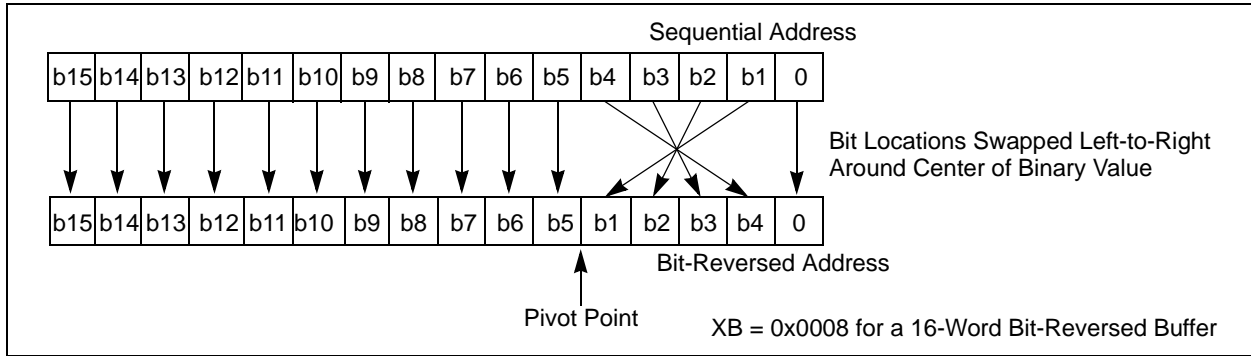 Sequential Address
b15 b14 b13 b12 b11 b10 b9 b8 b7 b6 b5 b4 b3 b2 b1 0
Bit Locations Swapped Left-to-Right
Around Center of Binary Value
b15 b14 b13 b12 b11 b10 b9 b8 b7 b6 b5 b1 b2 b3 b4 0
Bit-Reversed Address
Pivot Point
XB = 0x0008 for a 16-Word Bit-Reversed Buffer